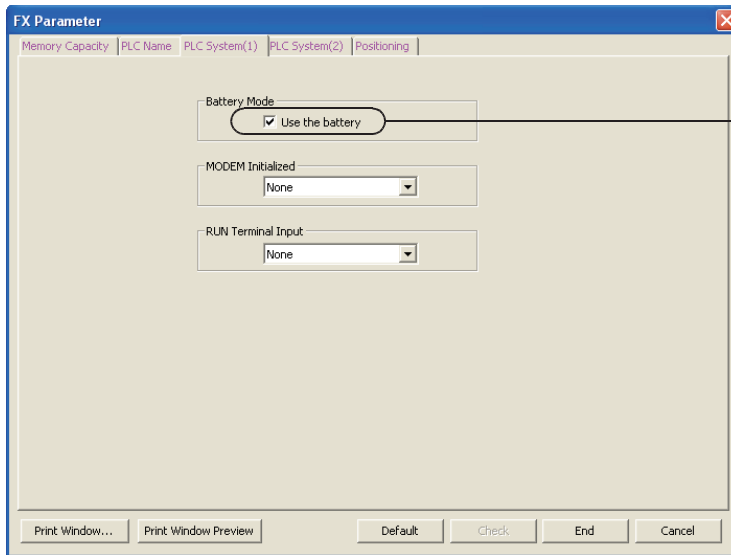 FX Parameter
Memory Capacity PLC Name PLC System(1) PLC System(2) Positioning
Battery Mode
Use the battery
MODEM Initialized
None
RUN Terminal Input
None
Print Window... Print Window Preview Default Check End Cancel